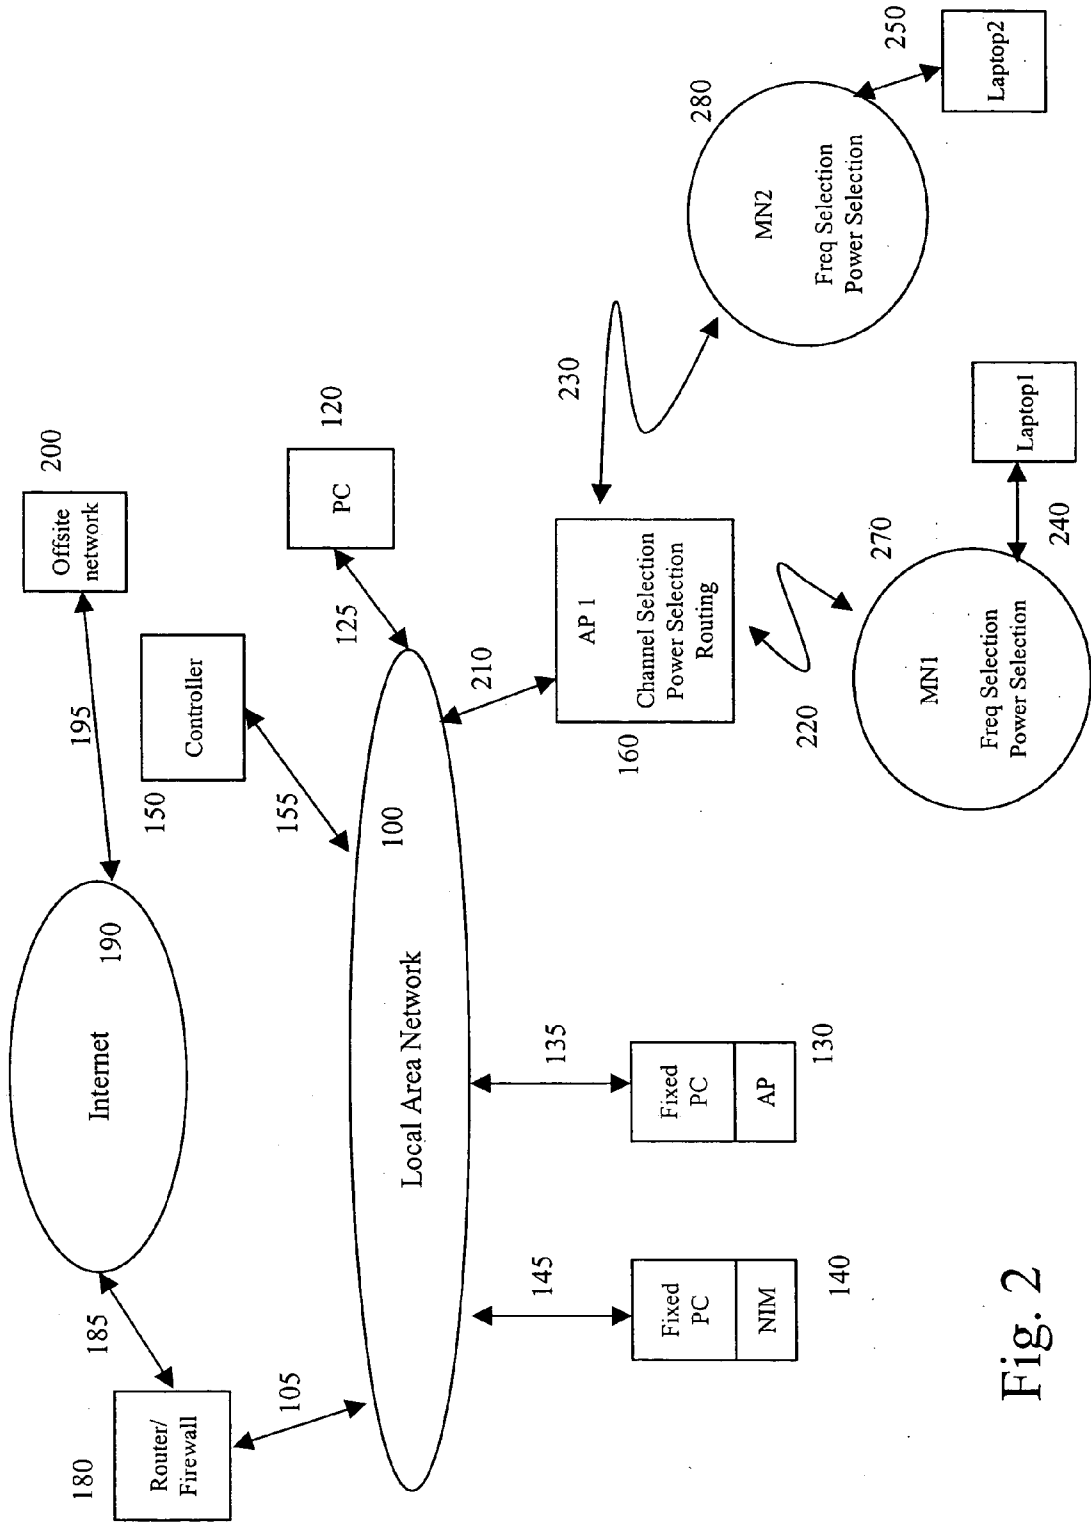 180
Router/
Firewall
185
105
Internet
190
195
Offsite
network
200
150
Controller
155
PC
120
125
Local Area Network
100
145
Fixed
PC
NIM
140
135
Fixed
PC
AP
130
210
160
AP 1
Channel Selection
Power Selection
Routing
220
230
MN1
Freq Selection
Power Selection
270
240
Laptop1
MN2
Freq Selection
Power Selection
280
250
Laptop2
Fig. 2